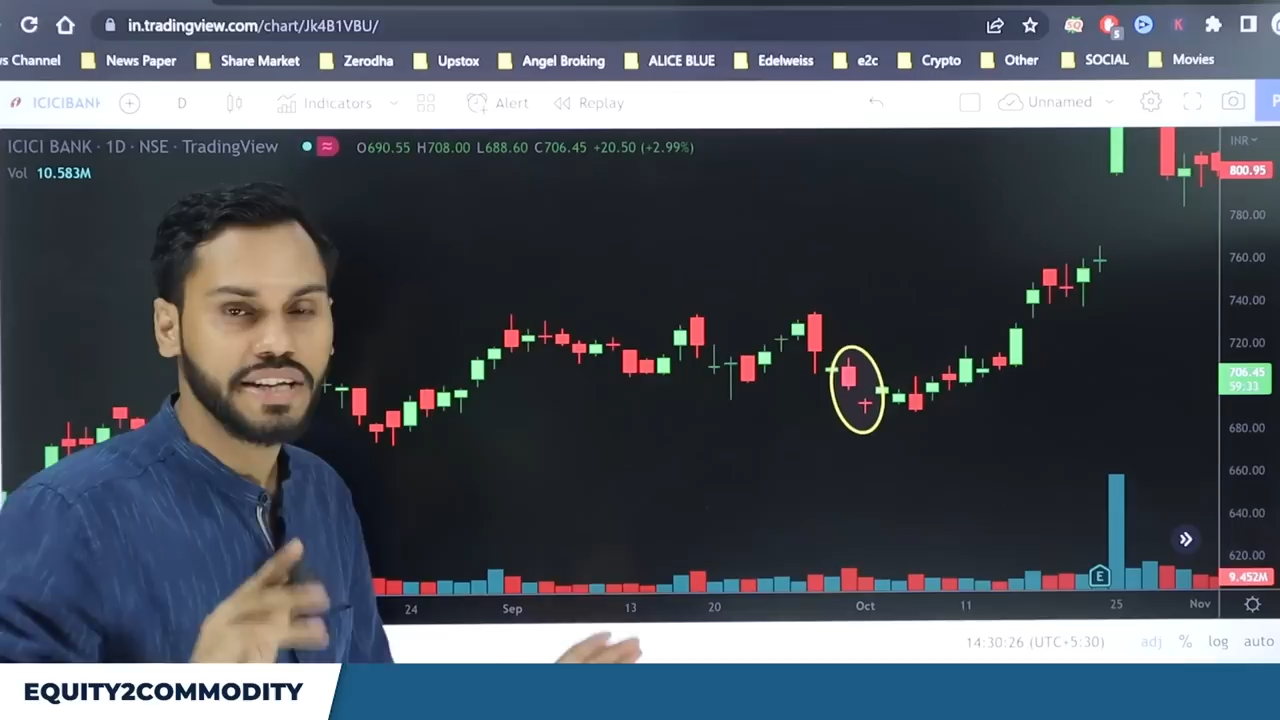 in.tradingview.com/chart/Jk4B1VBU/
5
K
s Channel News Paper Share Market Zerodha Upstox Angel Broking ALICE BLUE Edelweiss e2c Crypto Other SOCIAL Movies
ICICIBANK D Indicators Alert Replay Unnamed P
ICICI BANK · 1D · NSE · TradingView O690.55 H708.00 L688.60 C706.45 +20.50 (+2.99%)
INR
Vol 10.583M
800.95
780.00
760.00
740.00
720.00
706.45
59:33
680.00
660.00
640.00
620.00
9.452M
E
24 Sep 13 20 Oct 11 25 Nov
14:30:26 (UTC+5:30) adj % log auto
EQUITY2COMMODITY